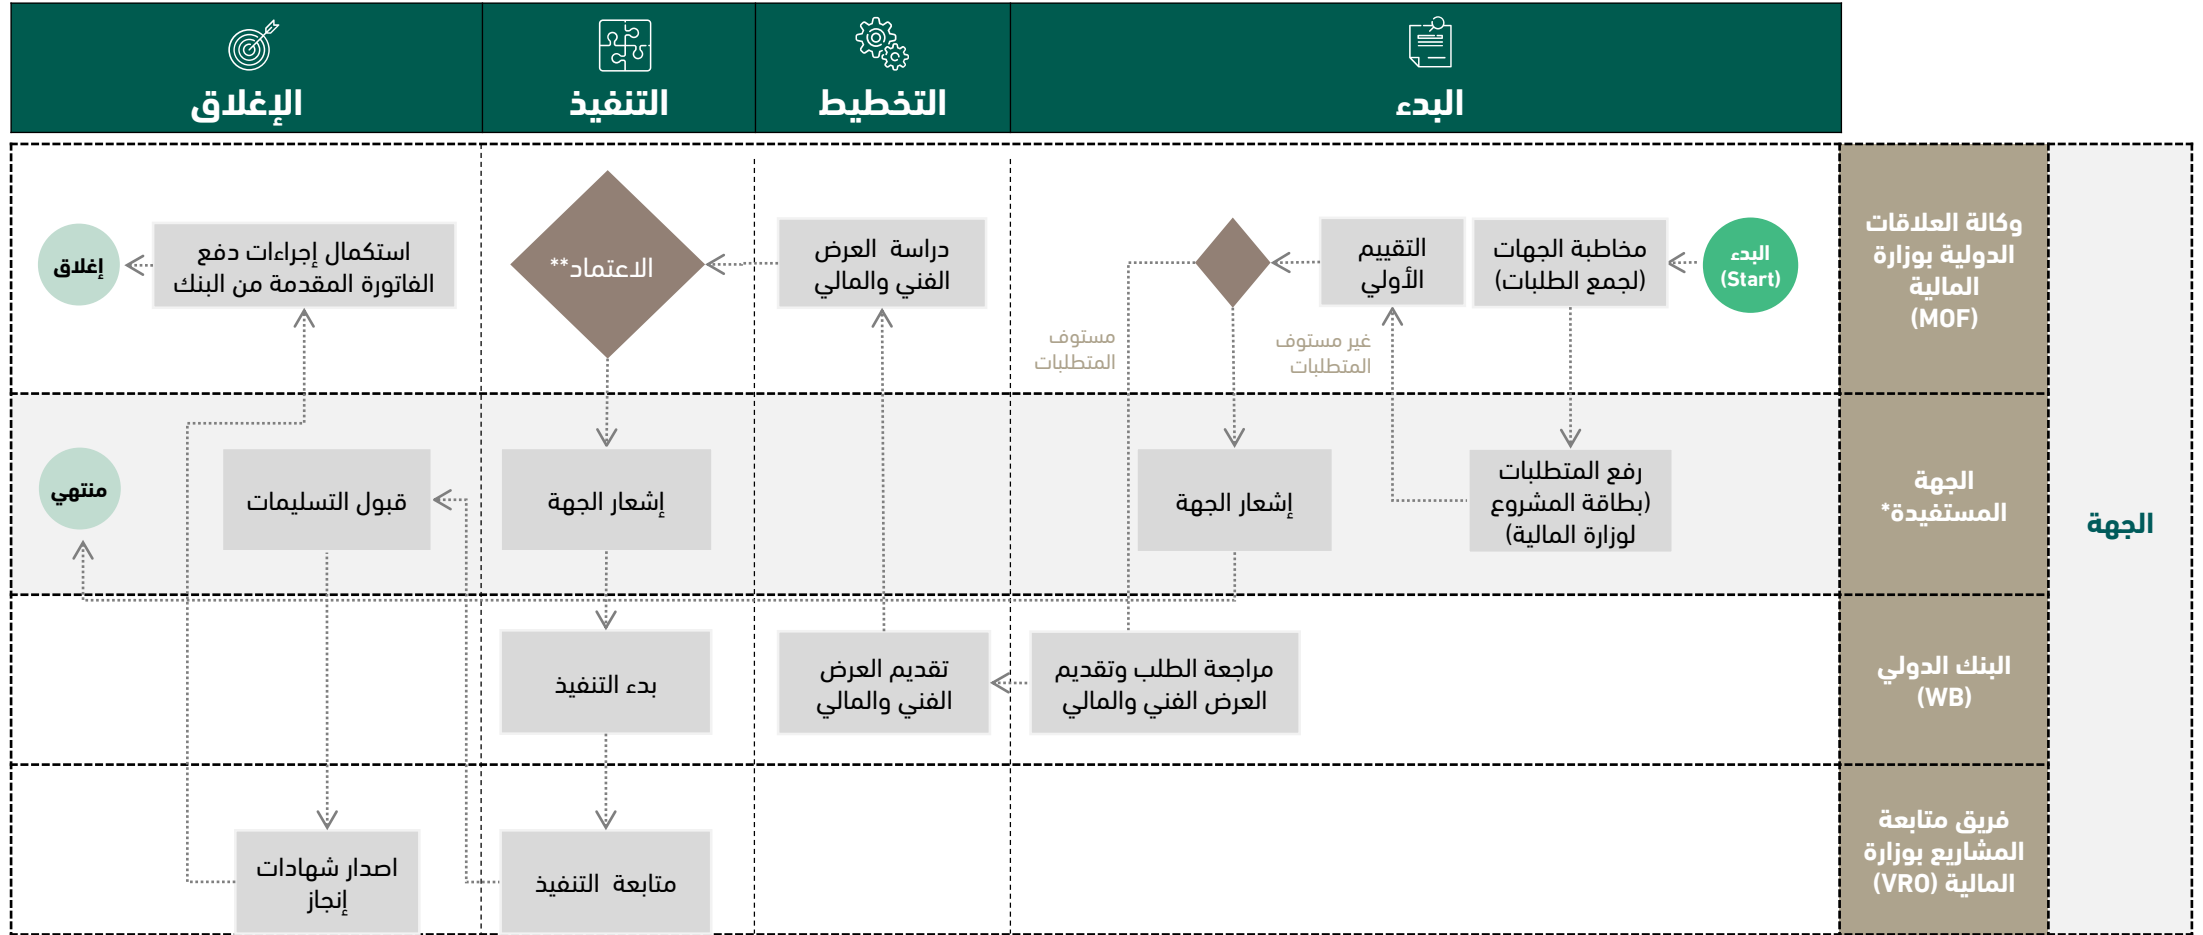 البدء
التخطيط
التنفيذ
الإغلاق
الجهة
وكالة العلاقات
الدولية بوزارة
المالية
(MOF)
البدء
(Start)
مخاطبة الجهات
(لجمع الطلبات)
التقييم
الأولي
غير مستوف
المتطلبات
مستوف
المتطلبات
دراسة العرض
الفني والمالي
الاعتماد**
استكمال إجراءات دفع
الفاتورة المقدمة من البنك
إغلاق
الجهة
المستفيدة*
رفع المتطلبات
(بطاقة المشروع
لوزارة المالية)
إشعار الجهة
إشعار الجهة
قبول التسليمات
منتهي
البنك الدولي
(WB)
مراجعة الطلب وتقديم
العرض الفني والمالي
تقديم العرض
الفني والمالي
بدء التنفيذ
فريق متابعة
المشاريع بوزارة
المالية (VRO)
متابعة التنفيذ
اصدار شهادات
إنجاز